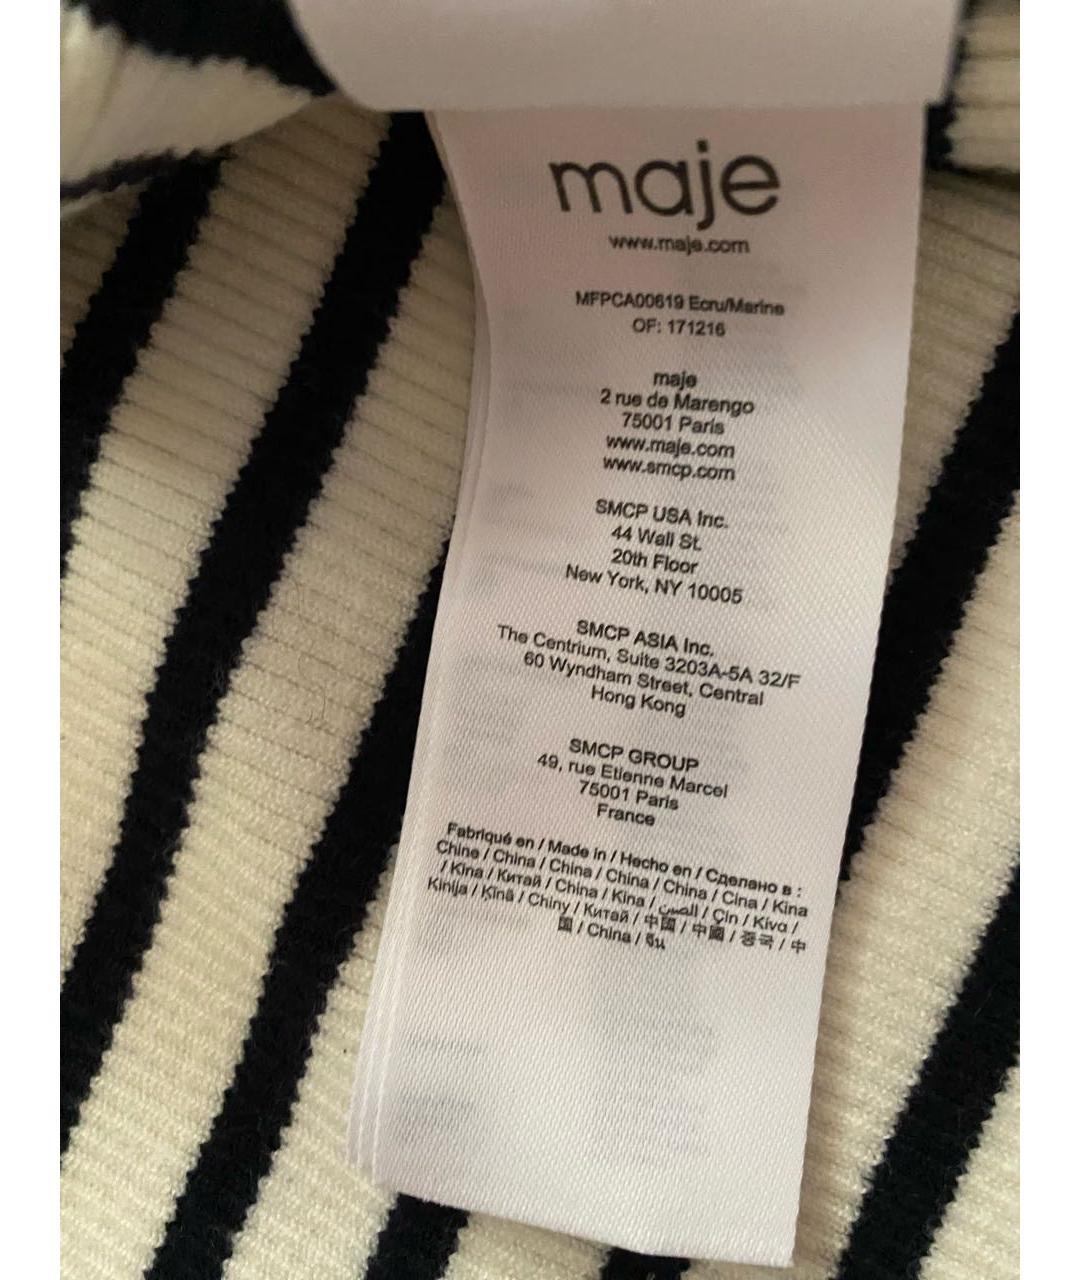 maje
www.maje.com
MFPCA00619 Ecru/Marine
OF: 171216
maje
2 rue de Marengo
75001 Paris
www.maje.com
www.smcp.com
SMCP USA Inc.
44 Wall St.
20th Floor
New York, NY 10005
SMCP ASIA Inc.
The Centrium, Suite 3203A-5A 32/F
60 Wyndham Street, Central
Hong Kong
SMCP GROUP
49, rue Etienne Marcel
75001 Paris
France
Fabriqué en / Made in / Hecho en / Сделано в :
Chine / China / China / China / China / Cina / Kina
/ Kina / Китай / China / Kina / الصين / Çin / Κίνα /
Kinija / Ķīnā / Chiny / Китай / 中国 / 中國 / 중국 / 中
国 / China / จีน